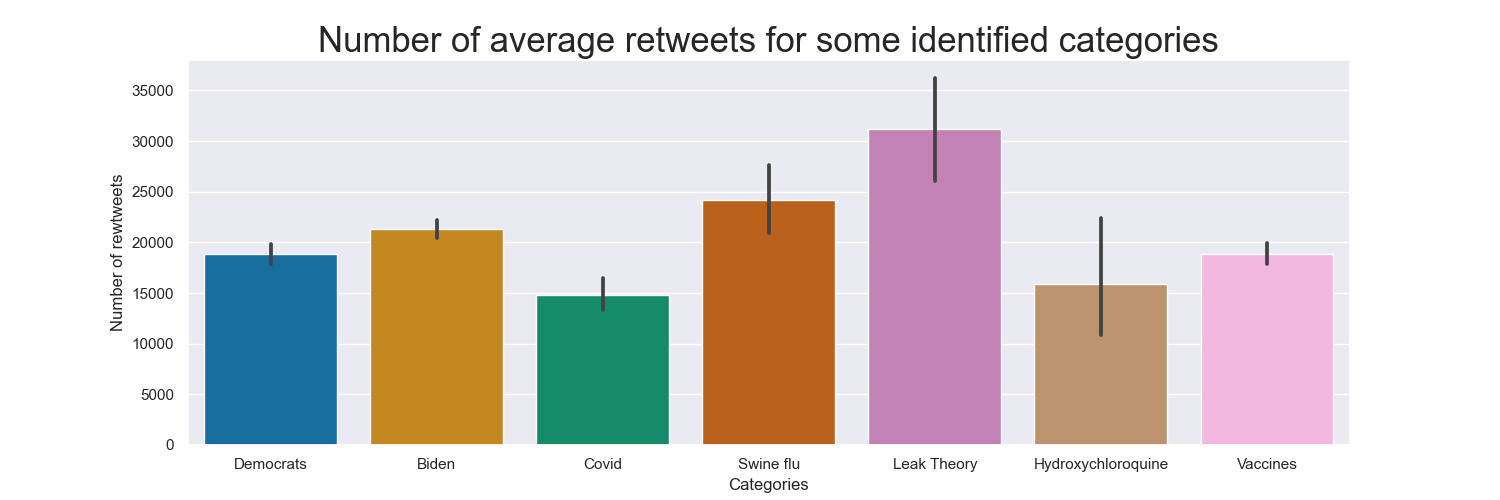 Number of average retweets for some identified categories
35000
30000
25000
20000
15000
10000
5000
0
Number of rewtweets
Democrats Biden Covid Swine flu Leak Theory Hydroxychloroquine Vaccines
Categories